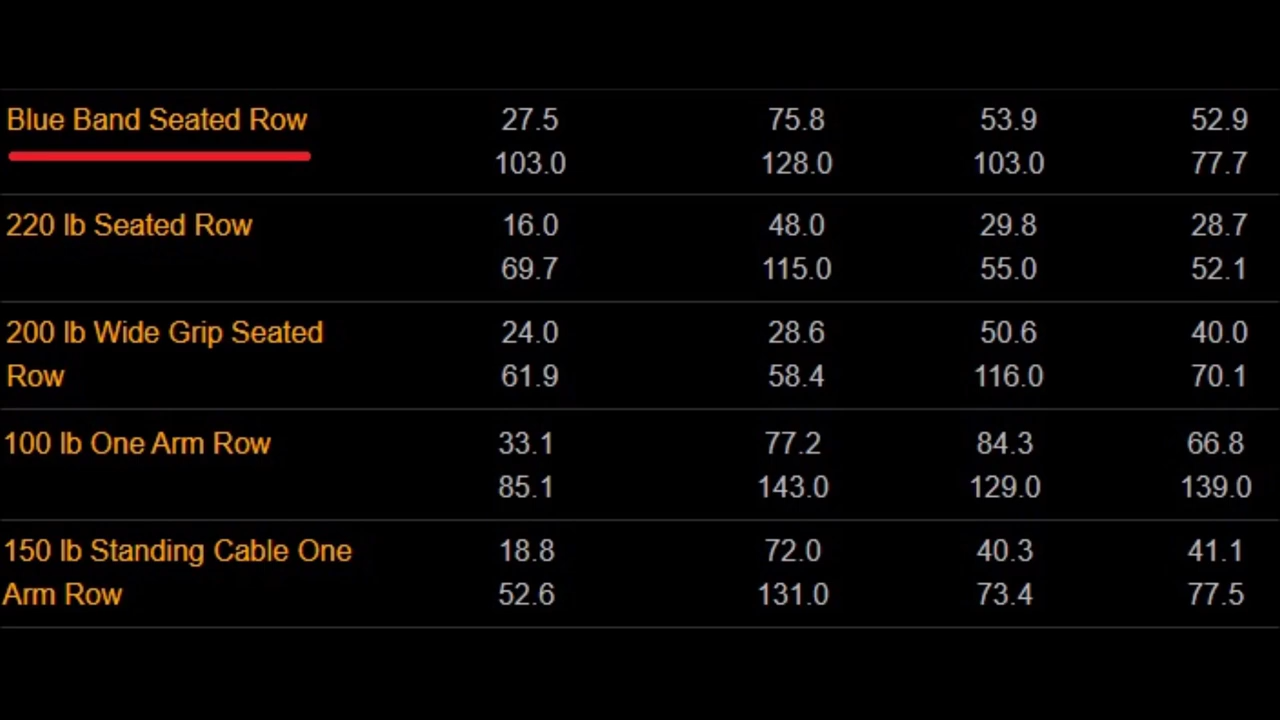 Blue Band Seated Row 27.5 75.8 53.9 52.9
103.0 128.0 103.0 77.7
220 lb Seated Row 16.0 48.0 29.8 28.7
69.7 115.0 55.0 52.1
200 lb Wide Grip Seated 24.0 28.6 50.6 40.0
Row 61.9 58.4 116.0 70.1
100 lb One Arm Row 33.1 77.2 84.3 66.8
85.1 143.0 129.0 139.0
150 lb Standing Cable One 18.8 72.0 40.3 41.1
Arm Row 52.6 131.0 73.4 77.5